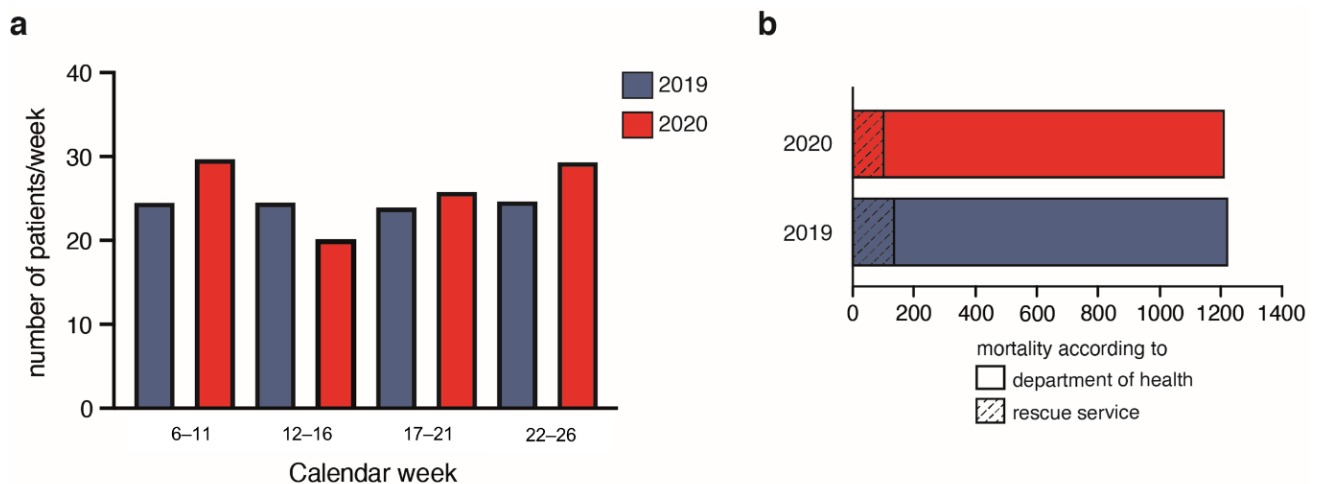 a
40
30
20
10
0
number of patients/week
6–11
12–16
17–21
22–26
Calendar week
2019
2020
b
2020
2019
0 200 400 600 800 1000 1200 1400
mortality according to
department of health
rescue service